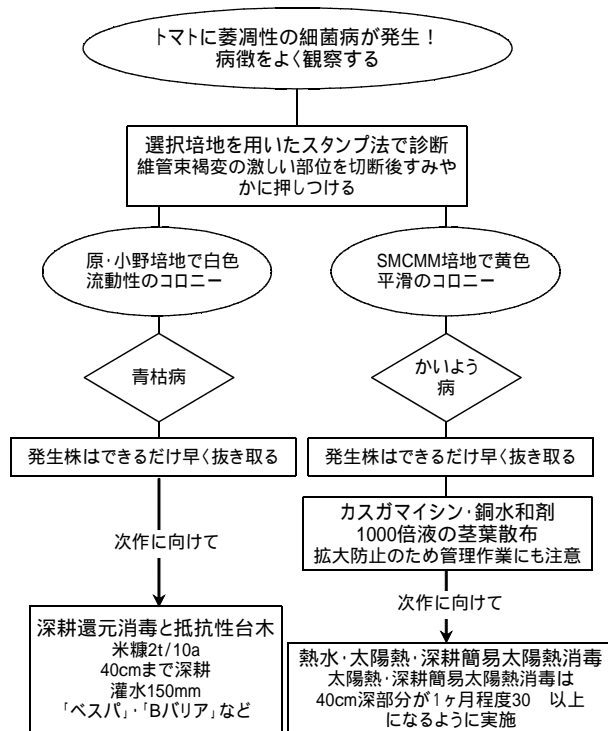 トマトに萎凋性の細菌病が発生！
病徴をよく観察する
選択培地を用いたスタンプ法で診断
維管束褐変の激しい部位を切断後すみや
かに押しつける
原･小野培地で白色
流動性のコロニー
SMCMM培地で黄色
平滑のコロニー
青枯病
かいよう
病
発生株はできるだけ早く抜き取る
発生株はできるだけ早く抜き取る
カスガマイシン･銅水和剤
1000倍液の茎葉散布
拡大防止のため管理作業にも注意
次作に向けて
次作に向けて
深耕還元消毒と抵抗性台木
米糠2t/10a
40cmまで深耕
灌水150mm
「ベスパ」･「Bバリア」など
熱水･太陽熱･深耕簡易太陽熱消毒
太陽熱･深耕簡易太陽熱消毒は
40cm深部分が1ヶ月程度30　以上
になるように実施